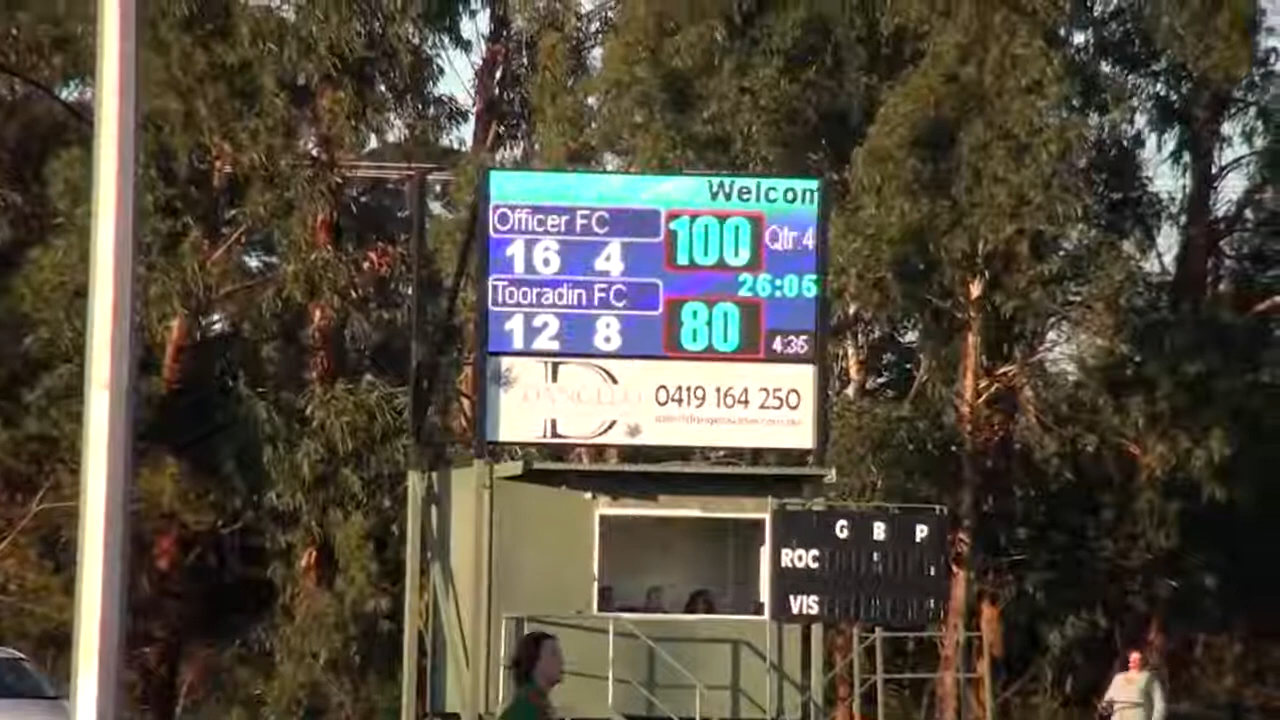 Welcom
Officer FC
16 4
100
Qtr 4
26:05
Tooradin FC
12 8
80
4:35
D
0419 164 250
G B P
ROC
VIS